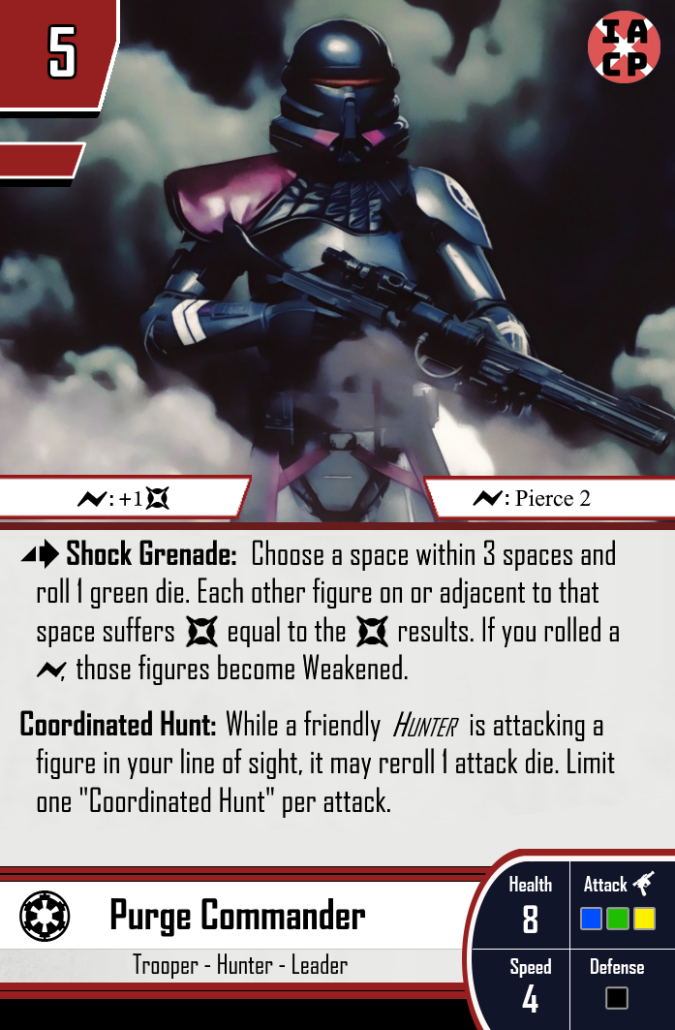 5
IA
CP
: +1
: Pierce 2
Shock Grenade: Choose a space within 3 spaces and
roll 1 green die. Each other figure on or adjacent to that
space suffers equal to the results. If you rolled a
, those figures become Weakened.
Coordinated Hunt: While a friendly HUNTER is attacking a
figure in your line of sight, it may reroll 1 attack die. Limit
one "Coordinated Hunt" per attack.
Purge Commander
Trooper - Hunter - Leader
Health
8
Attack
Speed
4
Defense